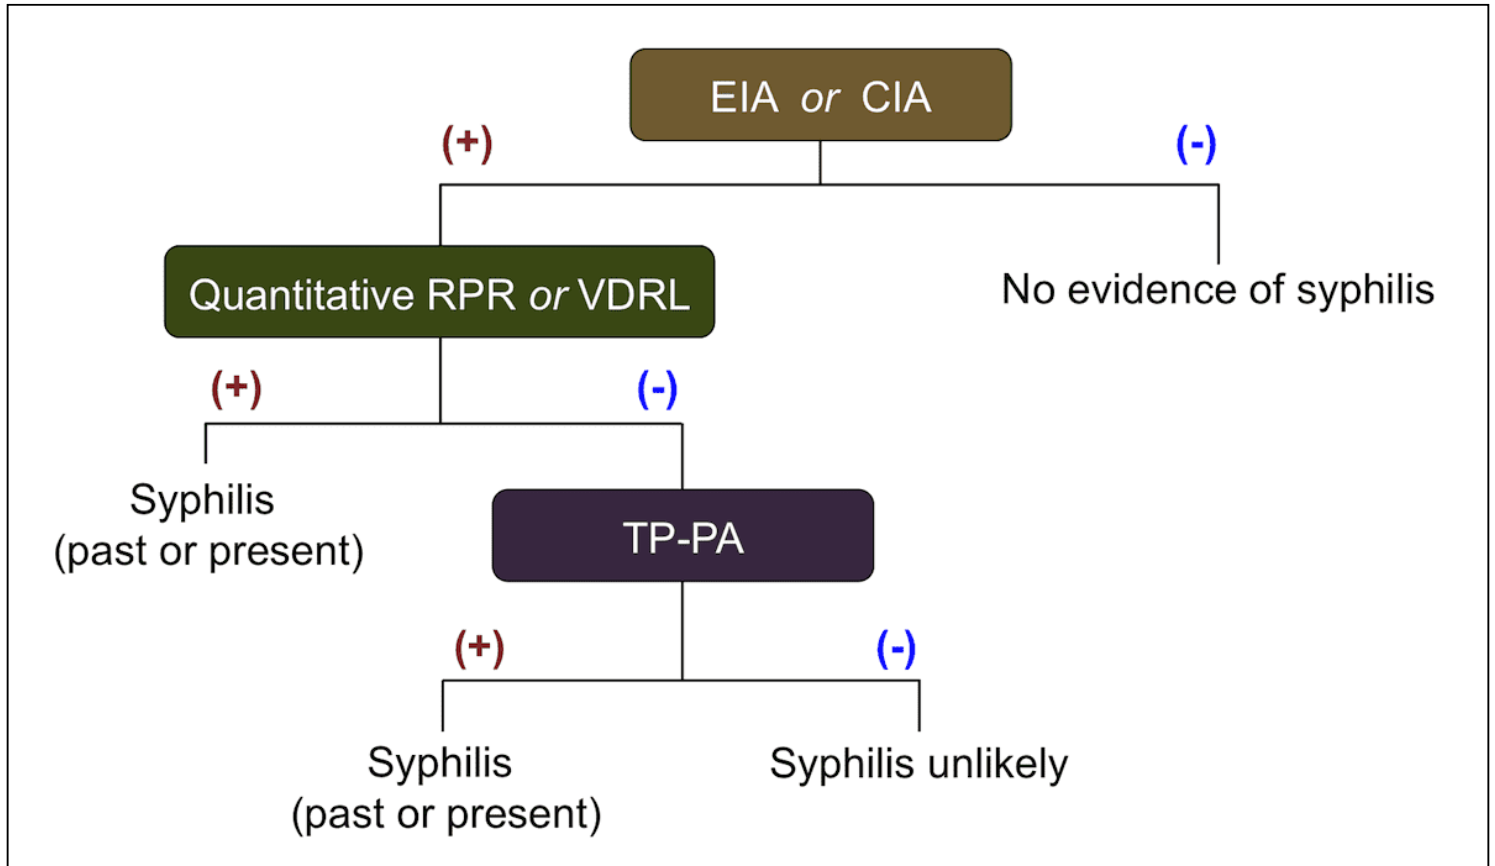 EIA or CIA
(+)
(-)
Quantitative RPR or VDRL
No evidence of syphilis
(+)
(-)
Syphilis
(past or present)
TP-PA
(+)
(-)
Syphilis
(past or present)
Syphilis unlikely